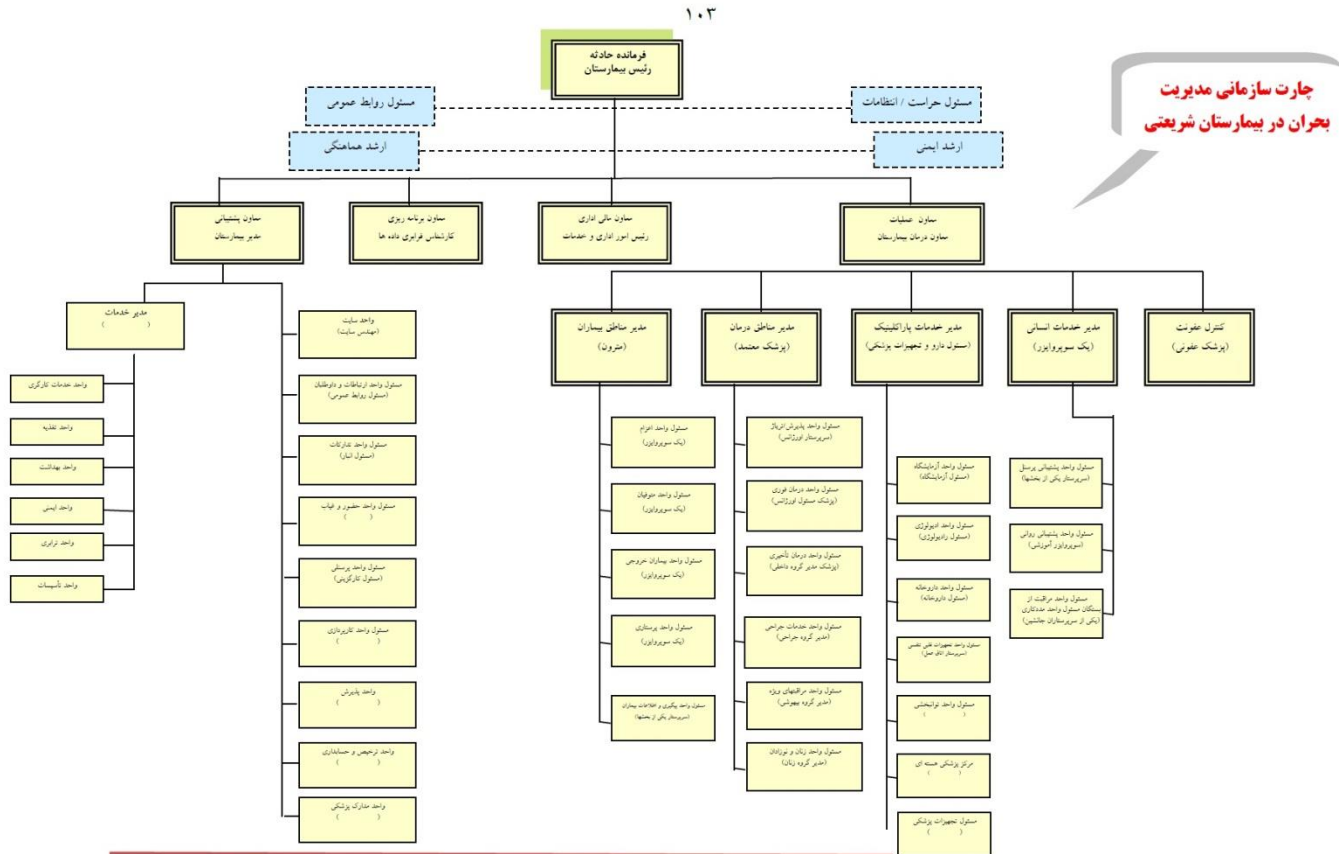 ۱۰۳
چارت سازمانی مدیریت
بحران در بیمارستان شریعتی
فرمانده حادثه
رئیس بیمارستان
مسئول حراست / انتظامات
مسئول روابط عمومی
ارشد ایمنی
ارشد هماهنگی
معاون عملیات
معاون درمان بیمارستان
معاون مالی اداری
رئیس امور اداری و خدمات
معاون برنامه ریزی
کارشناس فرابری داده ها
معاون پشتیبانی
مدیر بیمارستان
کنترل عفونت
(پزشک عفونی)
مدیر خدمات انسانی
(یک سوپروایزر)
مدیر خدمات پاراکلینیک
(مسئول دارو و تجهیزات پزشکی)
مدیر مناطق درمان
(پزشک معتمد)
مدیر مناطق بیماران
(مترون)
مسئول واحد پشتیبانی پرسنل
(سرپرستار یکی از بخشها)
مسئول واحد پشتیبانی روانی
(سوپروایزر آموزشی)
مسئول واحد مراقبت از
بستگان مسئول واحد مددکاری
(یکی از سرپرستاران جانشین)
مسئول واحد آزمایشگاه
(مسئول آزمایشگاه)
مسئول واحد ادیولوژی
(مسئول رادیولوژی)
مسئول واحد داروخانه
(مسئول داروخانه)
مسئول واحد تجهیزات قلبی تنفسی
(سرپرستار اتاق عمل)
مسئول واحد توانبخشی
( )
مرکز پزشکی هسته ای
( )
مسئول تجهیزات پزشکی
( )
مسئول واحد پذیرش/تریاژ
(سرپرستار اورژانس)
مسئول واحد درمان فوری
(پزشک مسئول اورژانس)
مسئول واحد درمان تأخیری
(پزشک مدیر گروه داخلی)
مسئول واحد خدمات جراحی
(مدیر گروه جراحی)
مسئول واحد مراقبتهای ویژه
(مدیر گروه بیهوشی)
مسئول واحد زنان و نوزادان
(مدیر گروه زنان)
مسئول واحد اعزام
(یک سوپروایزر)
مسئول واحد متوفیان
(یک سوپروایزر)
مسئول واحد بیماران خروجی
(یک سوپروایزر)
مسئول واحد پرستاری
(یک سوپروایزر)
مسئول واحد پیگیری و اطلاعات بیماران
(سرپرستار یکی از بخشها)
واحد سایت
(مهندس سایت)
مسئول واحد ارتباطات و داوطلبان
(مسئول روابط عمومی)
مسئول واحد تدارکات
(مسئول انبار)
مسئول واحد حضور و غیاب
( )
مسئول واحد پرسنلی
(مسئول کارگزینی)
مسئول واحد کارپردازی
( )
واحد پذیرش
( )
واحد ترخیص و حسابداری
( )
واحد مدارک پزشکی
( )
مدیر خدمات
( )
واحد خدمات کارگری
واحد تغذیه
واحد بهداشت
واحد ایمنی
واحد ترابری
واحد تأسیسات